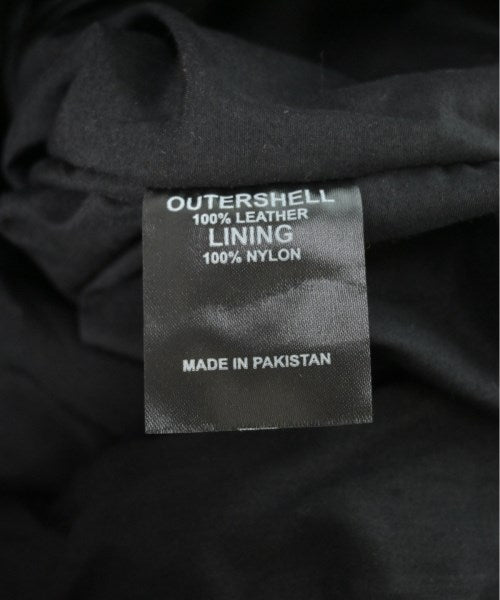 OUTERSHELL
100% LEATHER
LINING
100% NYLON
MADE IN PAKISTAN